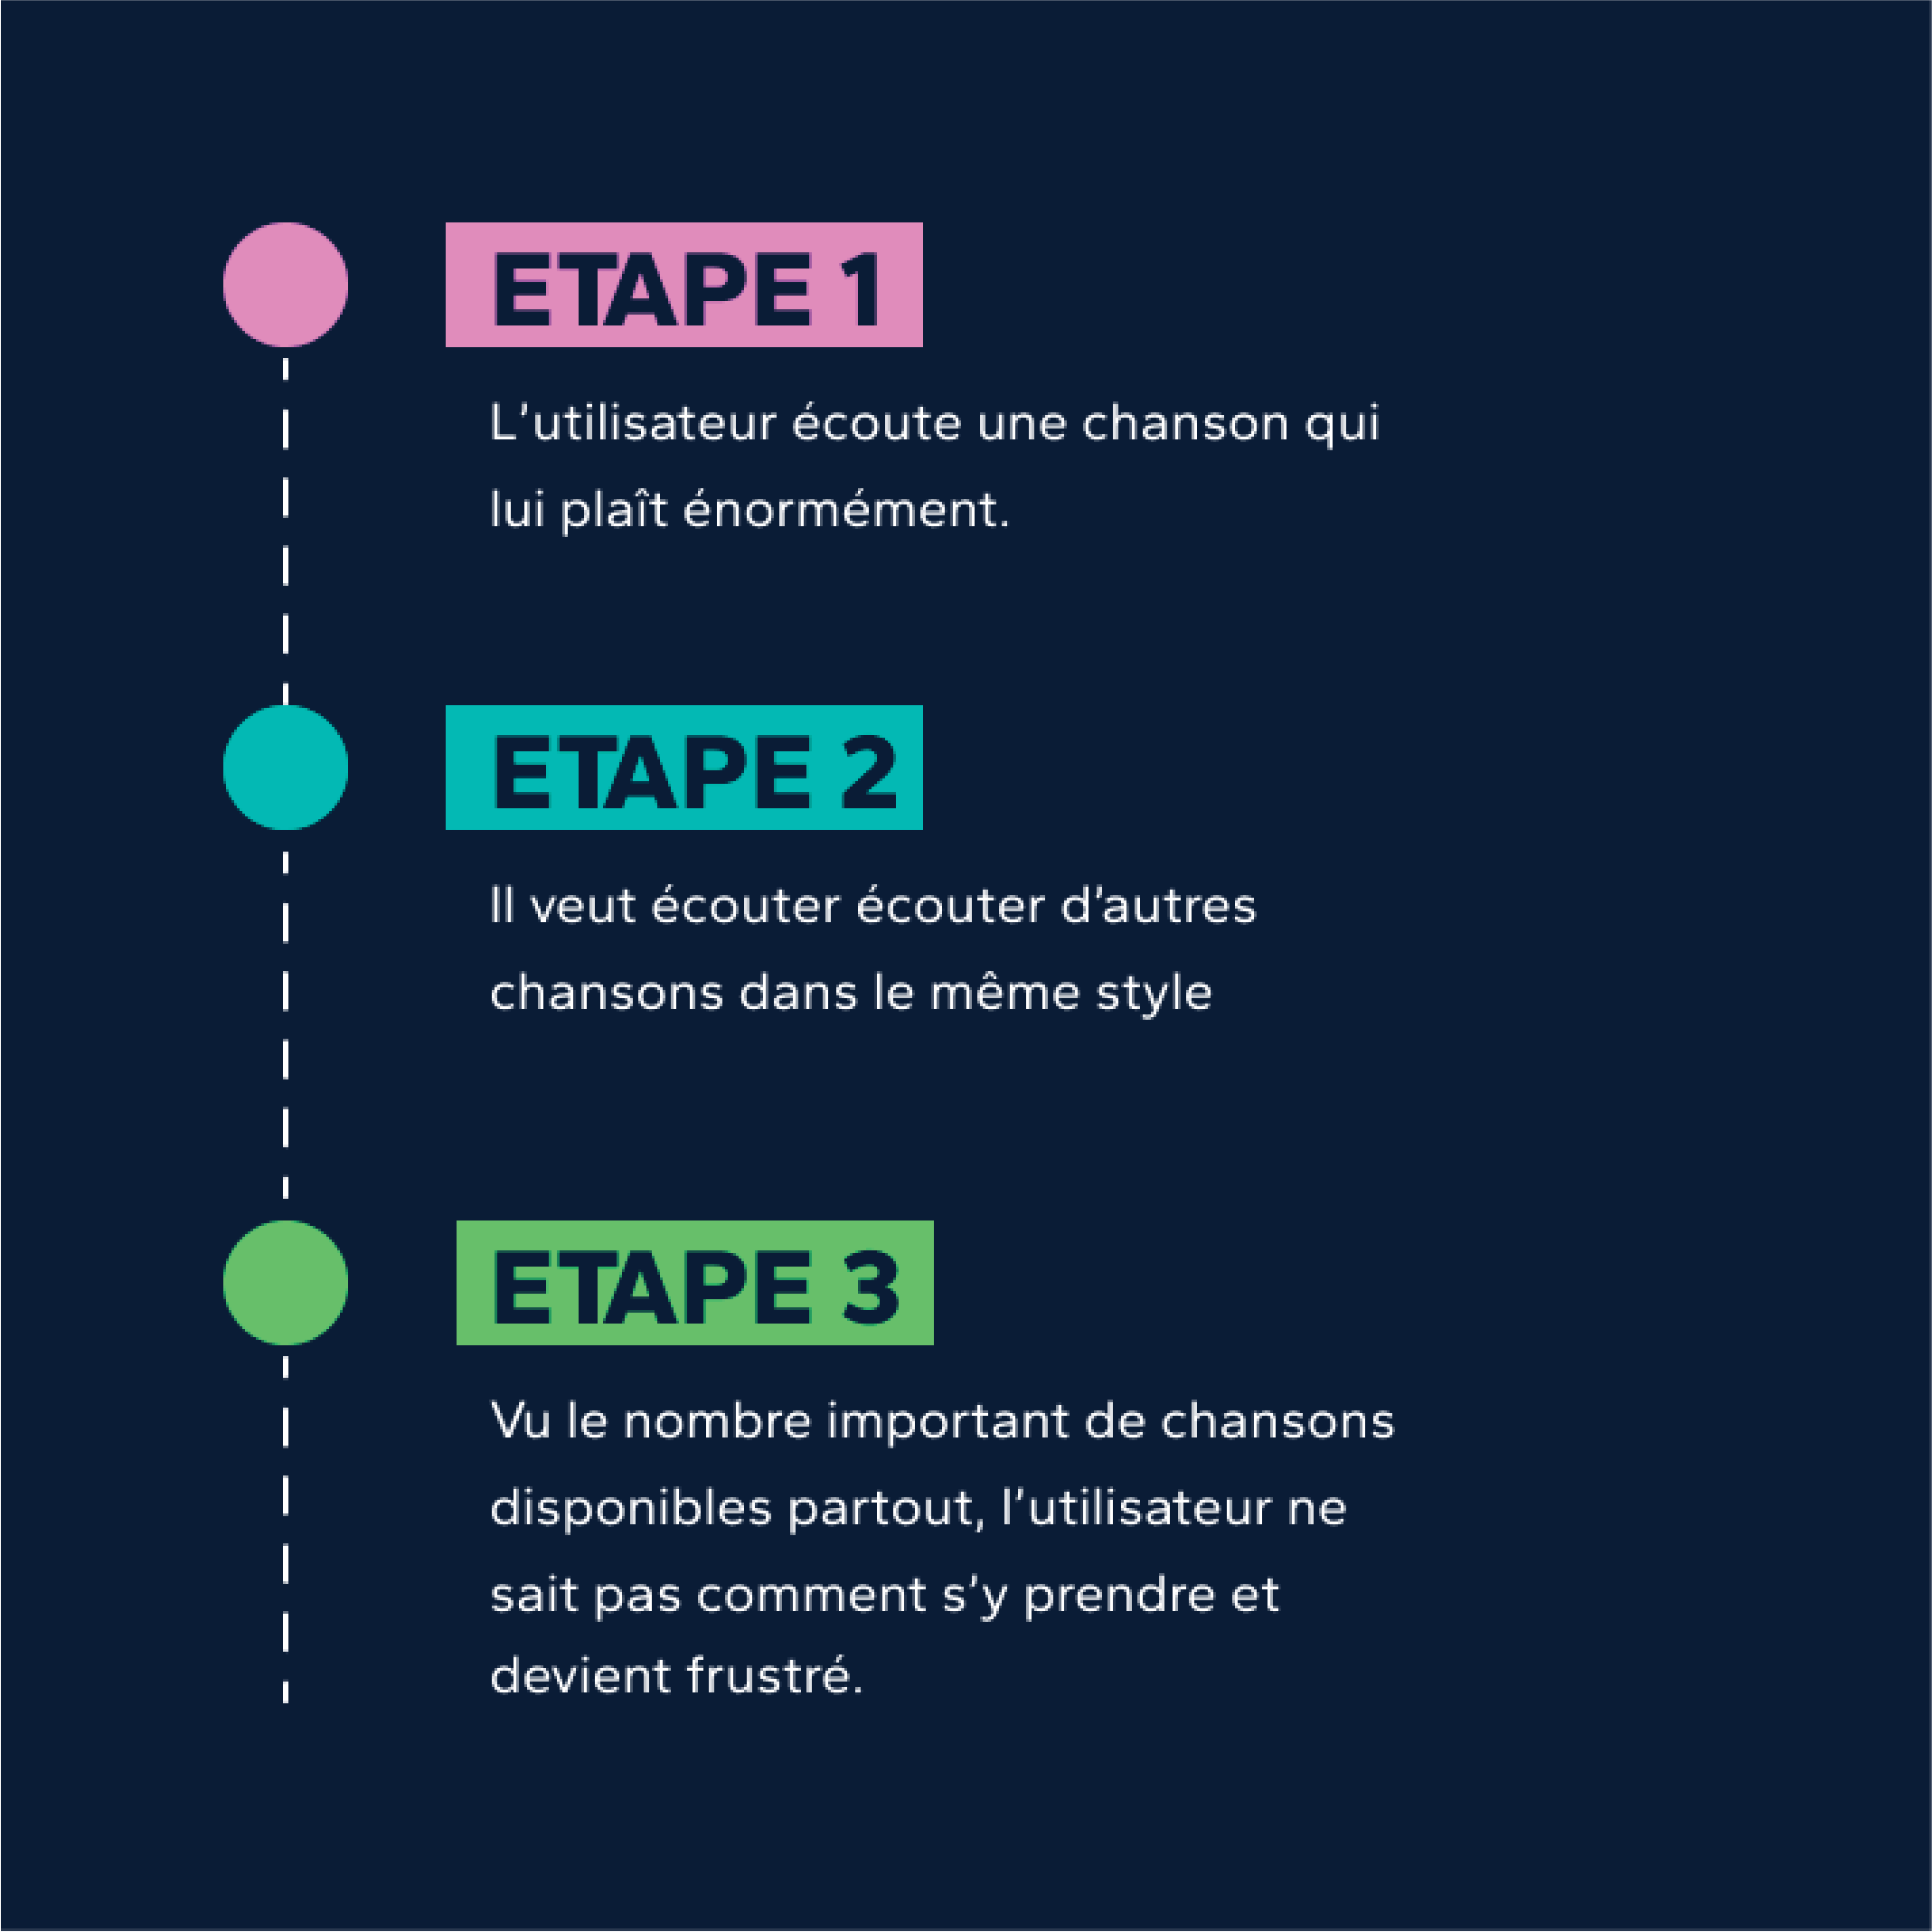 ETAPE 1
L'utilisateur écoute une chanson qui
lui plaît énormément.
ETAPE 2
Il veut écouter écouter d'autres
chansons dans le même style
ETAPE 3
Vu le nombre important de chansons
disponibles partout, l'utilisateur ne
sait pas comment s'y prendre et
devient frustré.